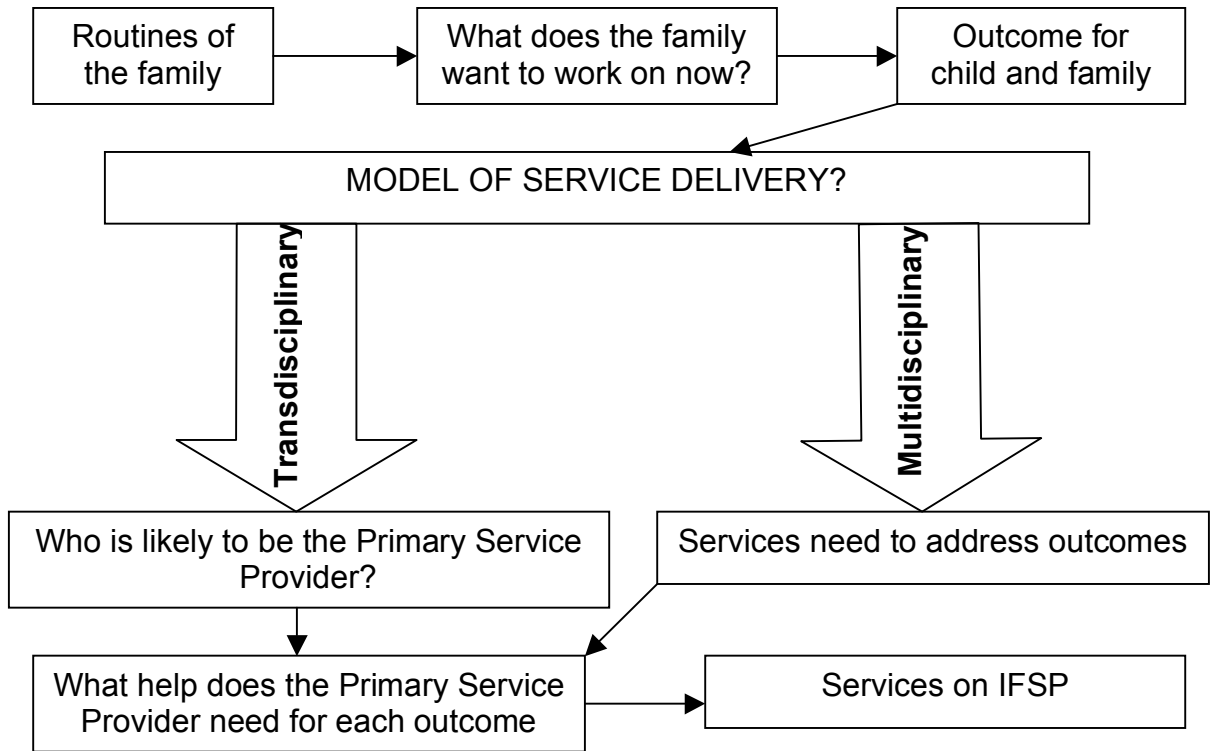 Routines of
the family
What does the family
want to work on now?
Outcome for
child and family
MODEL OF SERVICE DELIVERY?
Transdisciplinary
Multidisciplinary
Who is likely to be the Primary Service
Provider?
Services need to address outcomes
What help does the Primary Service
Provider need for each outcome
Services on IFSP